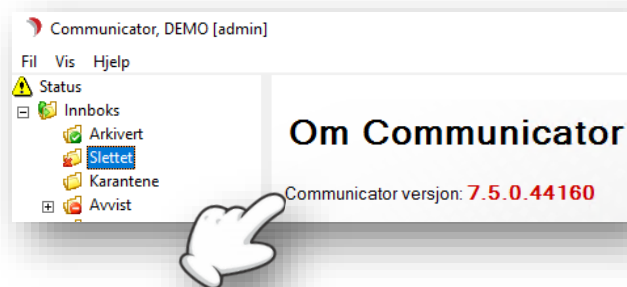 Communicator, DEMO [admin]
Fil Vis Hjelp
Status
Innboks
Arkivert
Slettet
Karantene
Avvist
Om Communicator
Communicator versjon: 7.5.0.44160